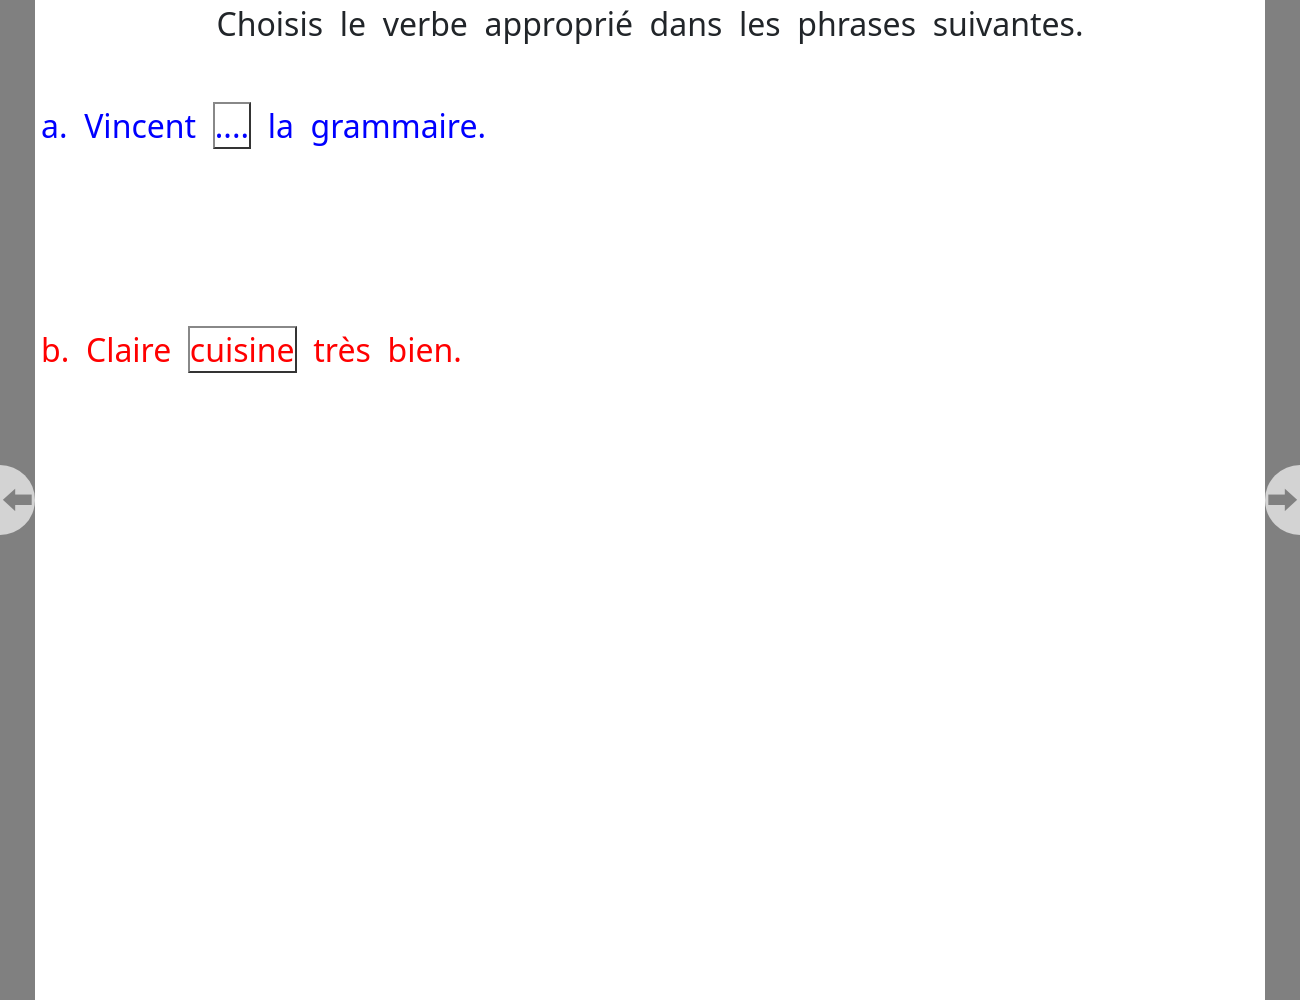 Choisis le verbe approprié dans les phrases suivantes.
a. Vincent .... la grammaire.
b. Claire cuisine très bien.